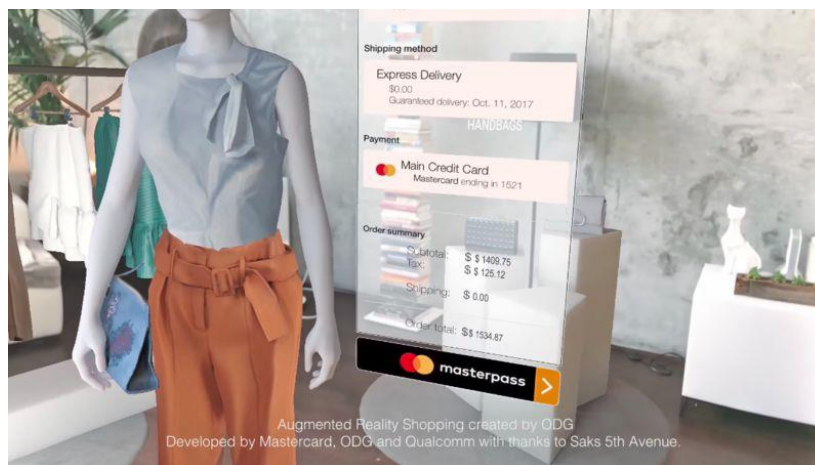 Shipping method
Express Delivery
$0.00
Guaranteed delivery: Oct. 11, 2017
HANDBAGS
Payment
Main Credit Card
Mastercard ending in 1521
Order summary
Subtotal: $ $ 1409.75
Tax: $ $ 125.12
Shipping: $ 0.00
Order total: $$ 1534.87
masterpass
Augmented Reality Shopping created by ODG
Developed by Mastercard, ODG and Qualcomm with thanks to Saks 5th Avenue.